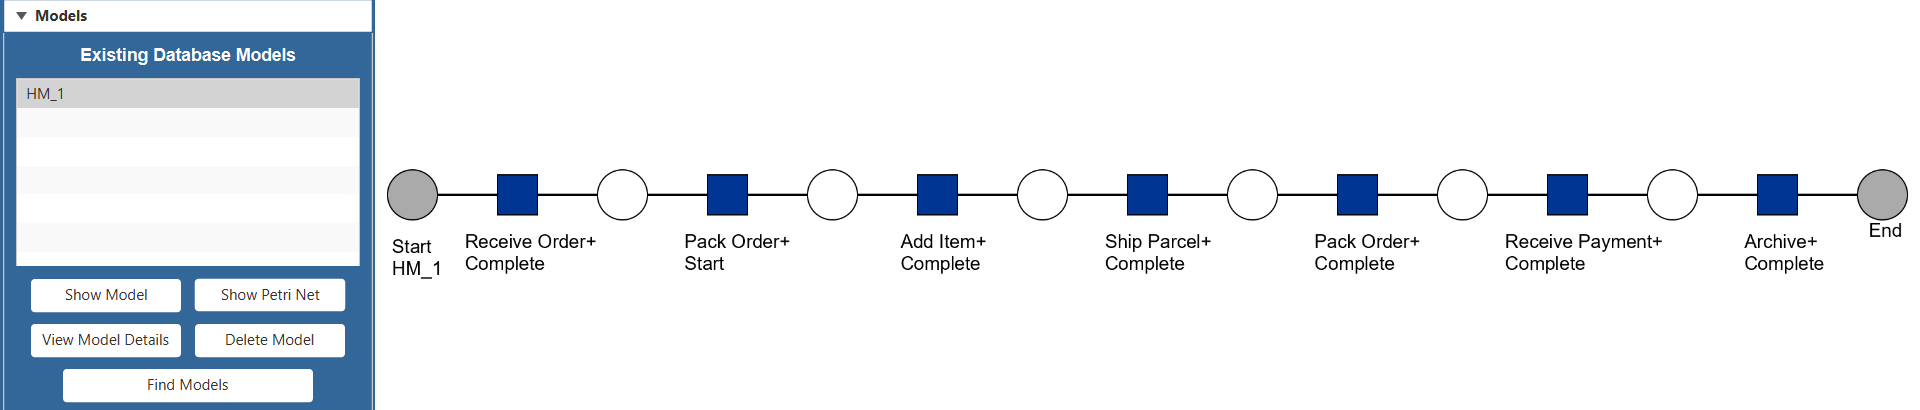 Models
Existing Database Models
HM_1
Show Model
Show Petri Net
View Model Details
Delete Model
Find Models
Start
HM_1
Receive Order+
Complete
Pack Order+
Start
Add Item+
Complete
Ship Parcel+
Complete
Pack Order+
Complete
Receive Payment+
Complete
Archive+
Complete
End